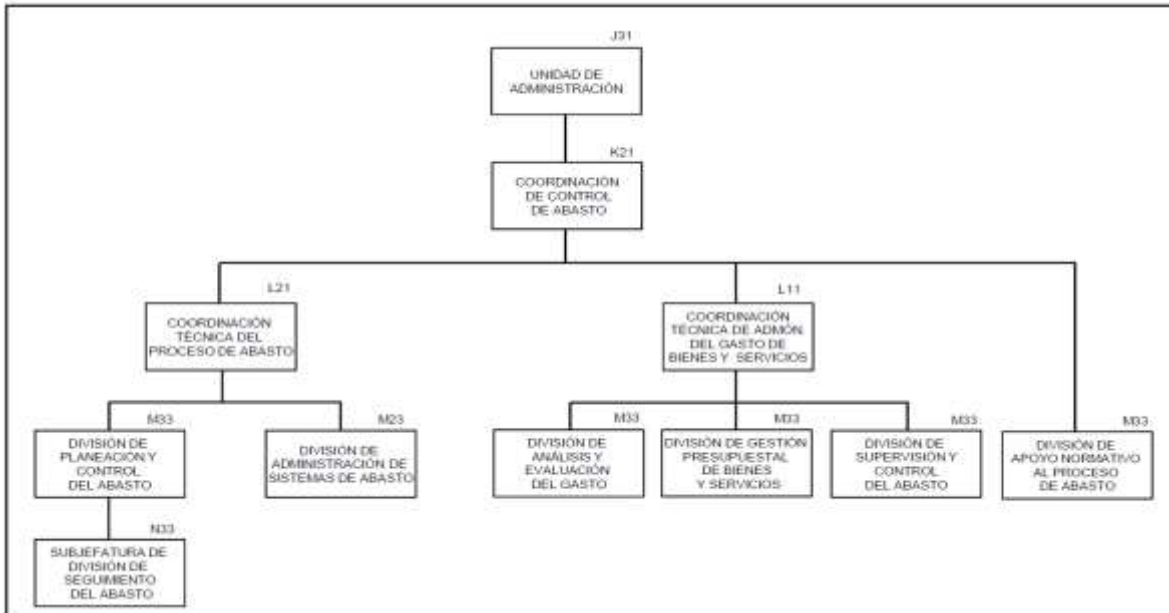 J31
UNIDAD DE
ADMINISTRACIÓN
K21
COORDINACIÓN
DE CONTROL
DE ABASTO
L21
COORDINACIÓN
TÉCNICA DEL
PROCESO DE ABASTO
L11
COORDINACIÓN
TÉCNICA DE ADMÓN.
DEL GASTO DE
BIENES Y SERVICIOS
M33
DIVISIÓN DE
PLANEACIÓN Y
CONTROL
DEL ABASTO
M23
DIVISIÓN DE
ADMINISTRACIÓN DE
SISTEMAS DE ABASTO
M33
DIVISIÓN DE
ANÁLISIS Y
EVALUACIÓN
DEL GASTO
M33
DIVISIÓN DE GESTIÓN
PRESUPUESTAL
DE BIENES
Y SERVICIOS
M33
DIVISIÓN DE
SUPERVISIÓN Y
CONTROL
DEL ABASTO
M33
DIVISIÓN DE
APOYO NORMATIVO
AL PROCESO
DE ABASTO
N33
SUBJEFATURA DE
DIVISIÓN DE
SEGUIMIENTO
DEL ABASTO